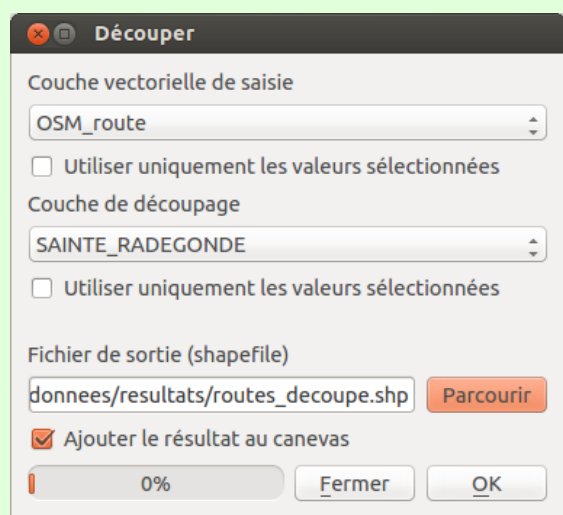 Découper
Couche vectorielle de saisie
OSM_route
Utiliser uniquement les valeurs sélectionnées
Couche de découpage
SAINTE_RADEGONDE
Utiliser uniquement les valeurs sélectionnées
Fichier de sortie (shapefile)
donnees/resultats/routes_decoupe.shp Parcourir
Ajouter le résultat au canevas
0% Fermer OK